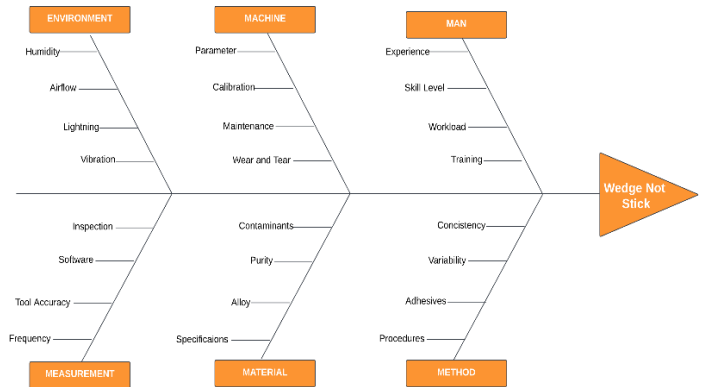 ENVIRONMENT
MACHINE
MAN
Humidity
Parameter
Experience
Airflow
Calibration
Skill Level
Lightning
Maintenance
Workload
Vibration
Wear and Tear
Training
Wedge Not
Stick
Inspection
Contaminants
Concistency
Software
Purity
Variability
Tool Accuracy
Alloy
Adhesives
Frequency
Specificaions
Procedures
MEASUREMENT
MATERIAL
METHOD